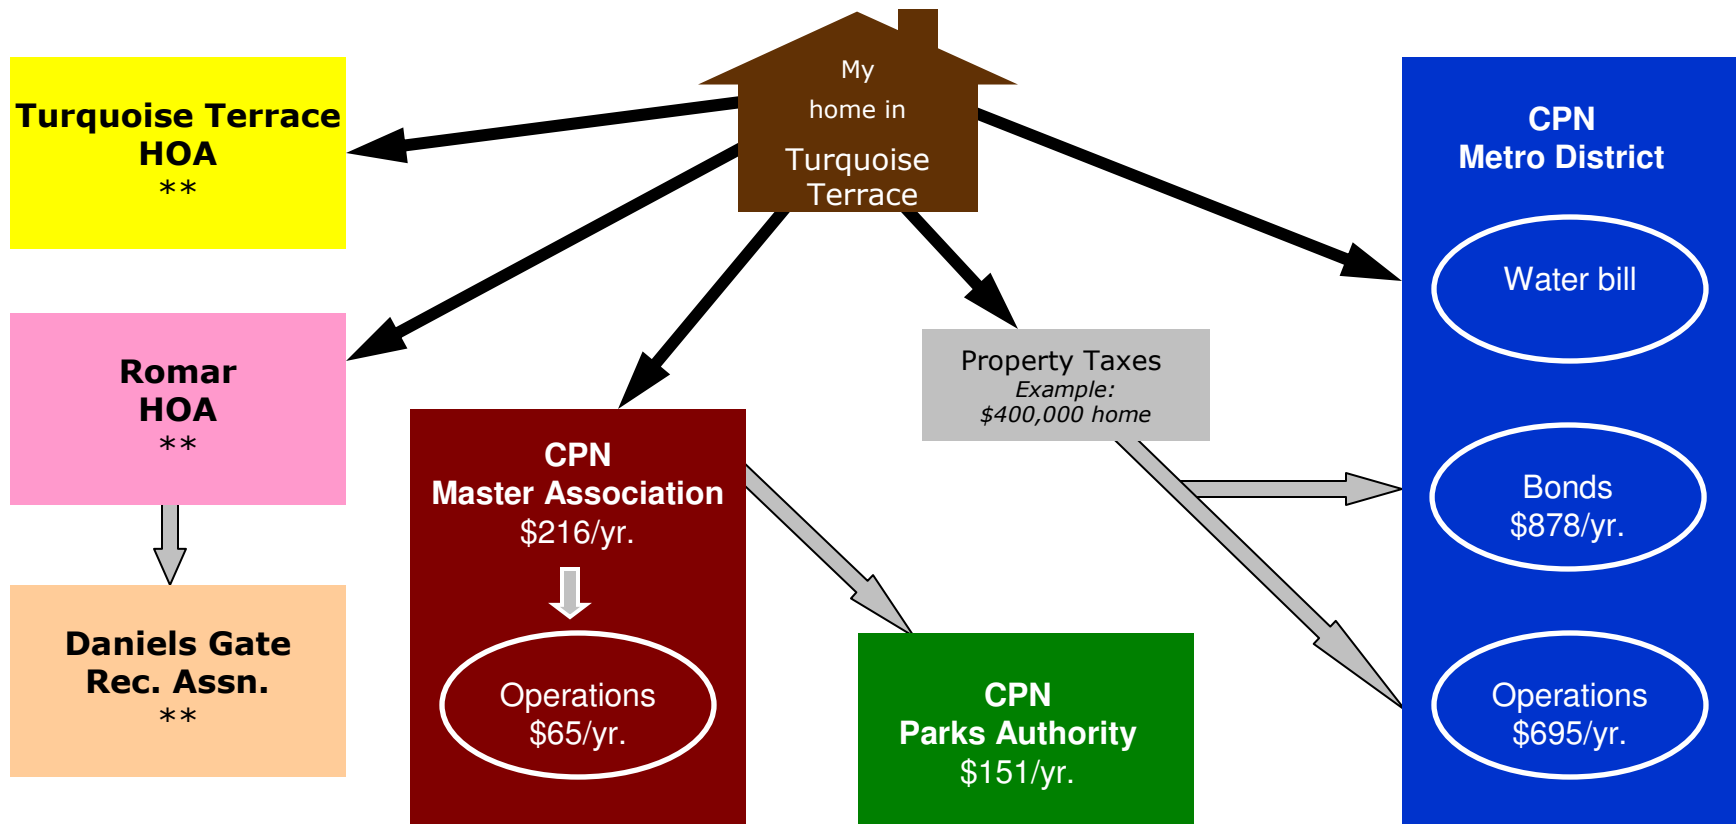 My
home in
Turquoise
Terrace
Turquoise Terrace
HOA
**
Romar
HOA
**
Daniels Gate
Rec. Assn.
**
CPN
Master Association
$216/yr.
Operations
$65/yr.
Property Taxes
Example:
$400,000 home
CPN
Parks Authority
$151/yr.
CPN
Metro District
Water bill
Bonds
$878/yr.
Operations
$695/yr.